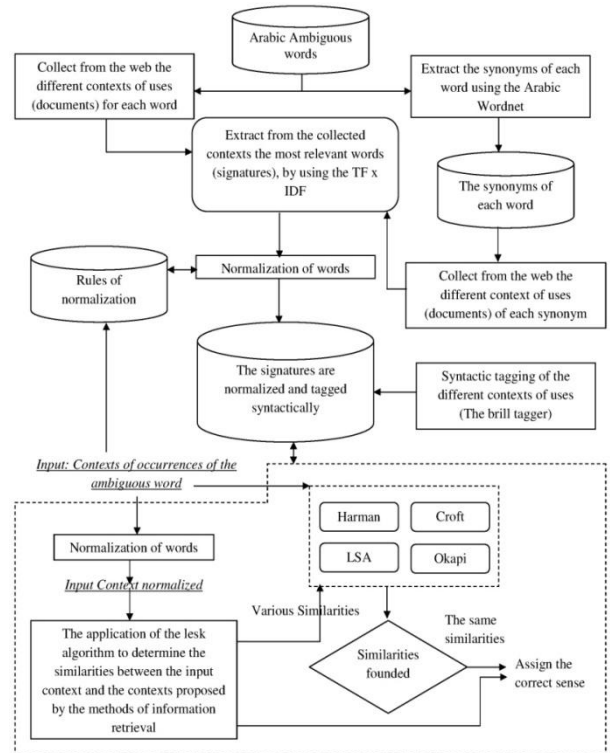 Arabic Ambiguous
words
Collect from the web the
different contexts of uses
(documents) for each word
Extract the synonyms of each
word using the Arabic
Wordnet
Extract from the collected
contexts the most relevant words
(signatures), by using the TF x
IDF
The synonyms of
each word
Rules of
normalization
Normalization of words
Collect from the web the
different context of uses
(documents) of each synonym
The signatures are
normalized and tagged
syntactically
Syntactic tagging of the
different contexts of uses
(The brill tagger)
Input: Contexts of occurrences of the
ambiguous word
Harman
Croft
LSA
Okapi
Normalization of words
Input Context normalized
Various Similarities
The application of the lesk
algorithm to determine the
similarities between the input
context and the contexts proposed
by the methods of information
retrieval
Similarities
founded
The same
similarities
Assign the
correct sense